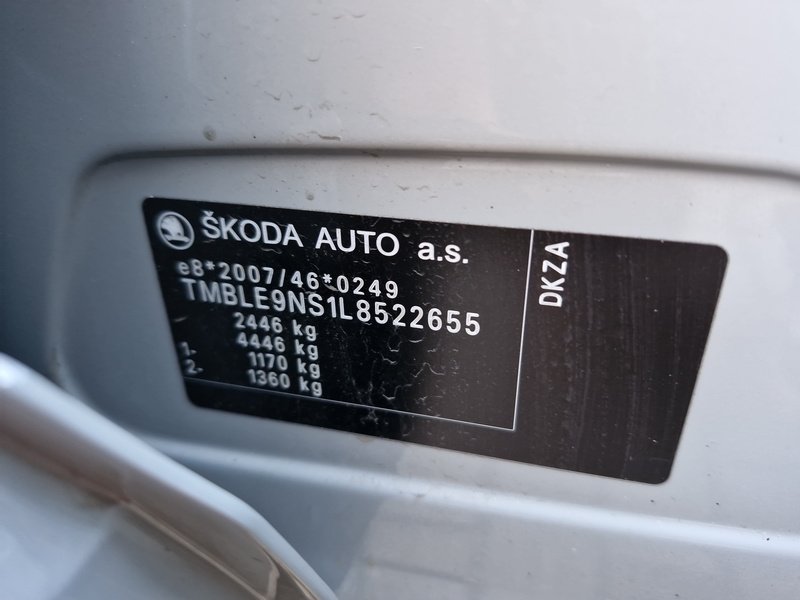 ŠKODA AUTO a.s.
e8*2007/46*0249
TMBLE9NS1L8522655
2446 kg
4446 kg
1- 1170 kg
2- 1360 kg
DKZA